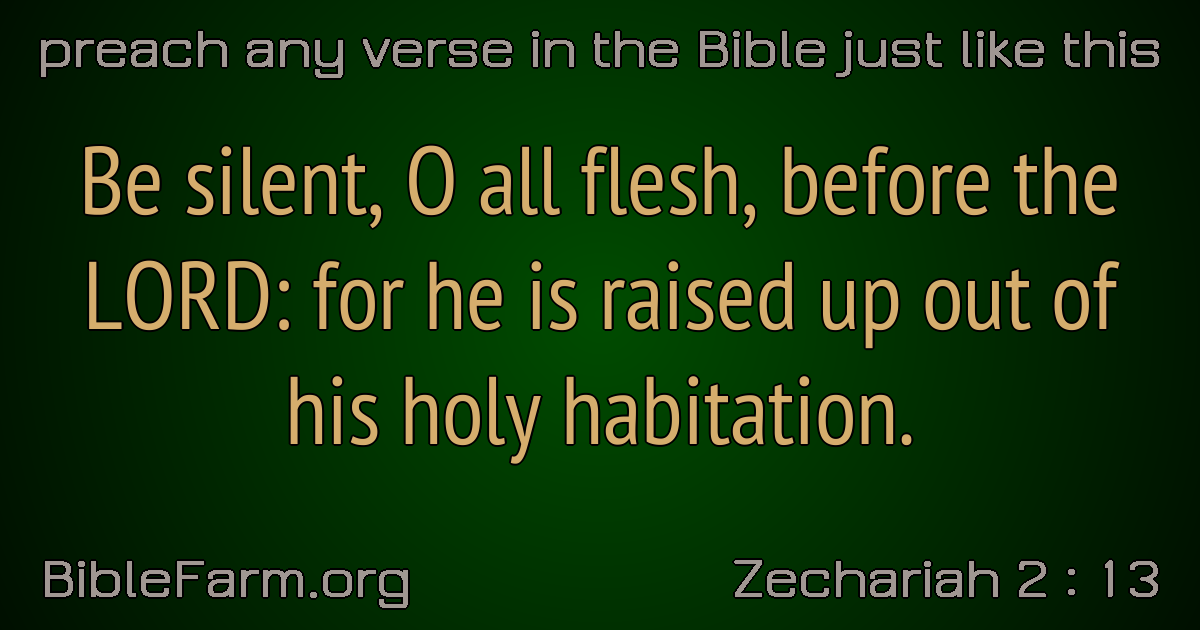 preach any verse in the Bible just like this
Be silent, O all flesh, before the
LORD: for he is raised up out of
his holy habitation.
BibleFarm.org
Zechariah 2 : 13